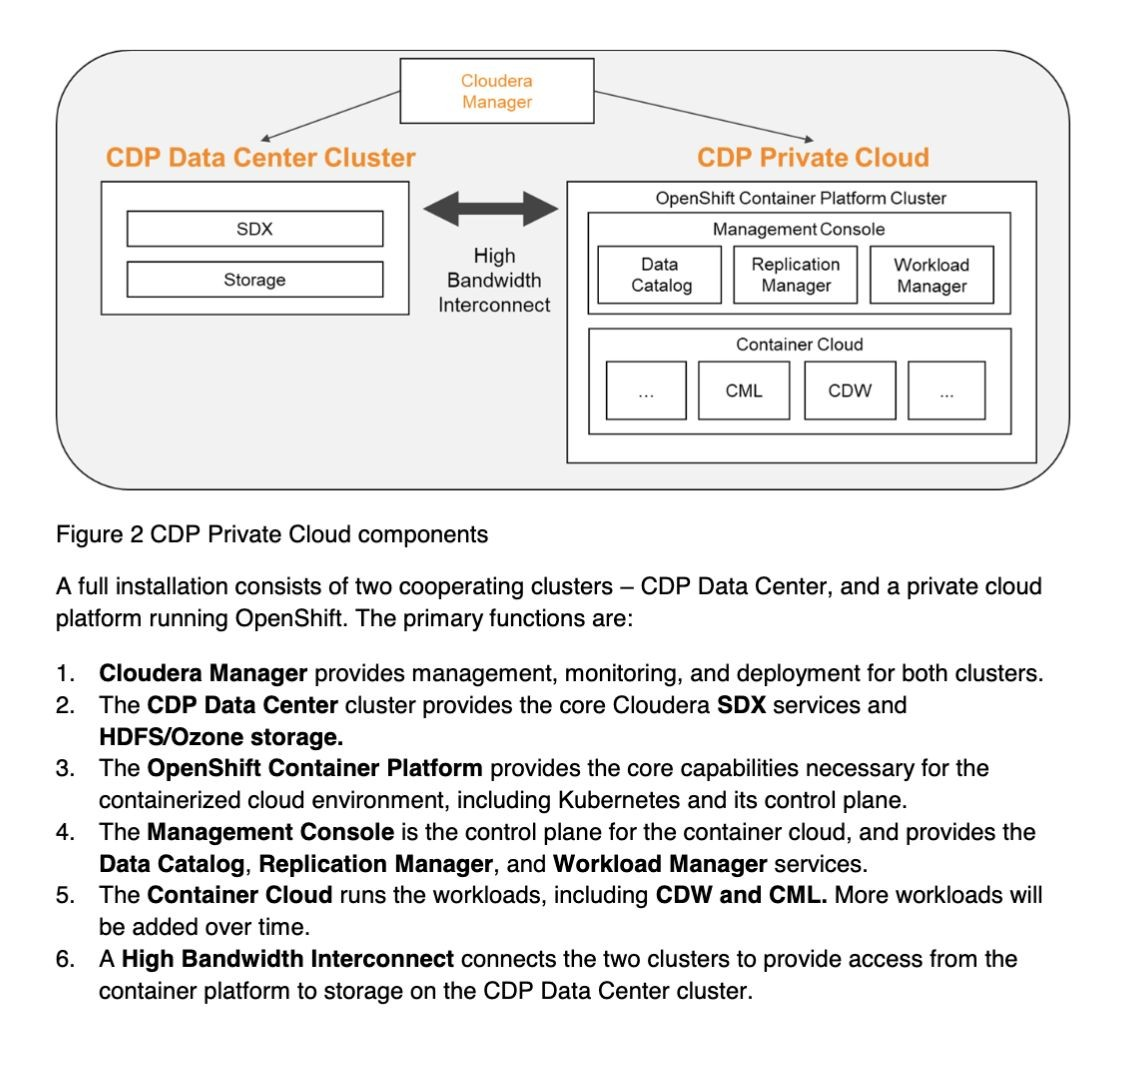 Cloudera
Manager
CDP Data Center Cluster
SDX
Storage
High
Bandwidth
Interconnect
CDP Private Cloud
OpenShift Container Platform Cluster
Management Console
Data
Catalog
Replication
Manager
Workload
Manager
Container Cloud
...
CML
CDW
...
Figure 2 CDP Private Cloud components
A full installation consists of two cooperating clusters – CDP Data Center, and a private cloud
platform running OpenShift. The primary functions are:
1. Cloudera Manager provides management, monitoring, and deployment for both clusters.
2. The CDP Data Center cluster provides the core Cloudera SDX services and
HDFS/Ozone storage.
3. The OpenShift Container Platform provides the core capabilities necessary for the
containerized cloud environment, including Kubernetes and its control plane.
4. The Management Console is the control plane for the container cloud, and provides the
Data Catalog, Replication Manager, and Workload Manager services.
5. The Container Cloud runs the workloads, including CDW and CML. More workloads will
be added over time.
6. A High Bandwidth Interconnect connects the two clusters to provide access from the
container platform to storage on the CDP Data Center cluster.